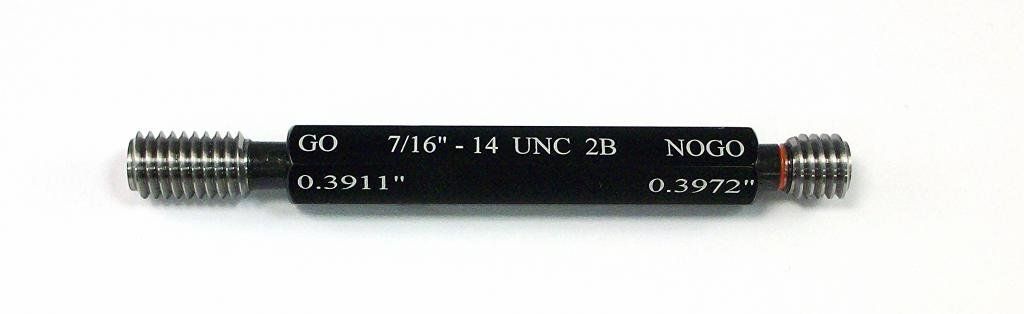 GO 7/16" - 14 UNC 2B NOGO
0.3911" 0.3972"